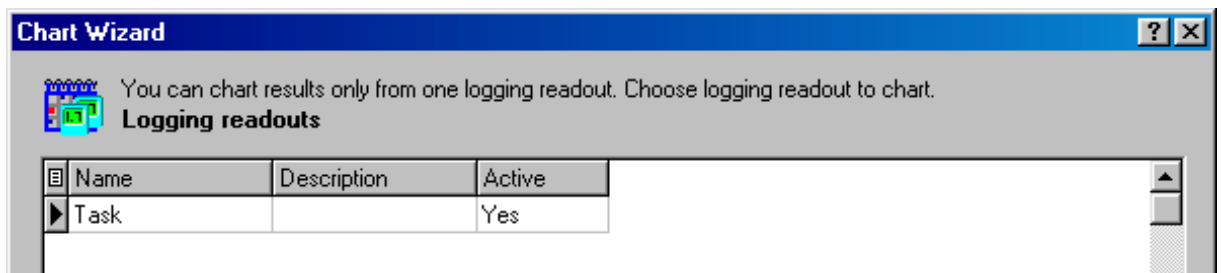 Chart Wizard
You can chart results only from one logging readout. Choose logging readout to chart.
Logging readouts
Name Description Active
Task Yes